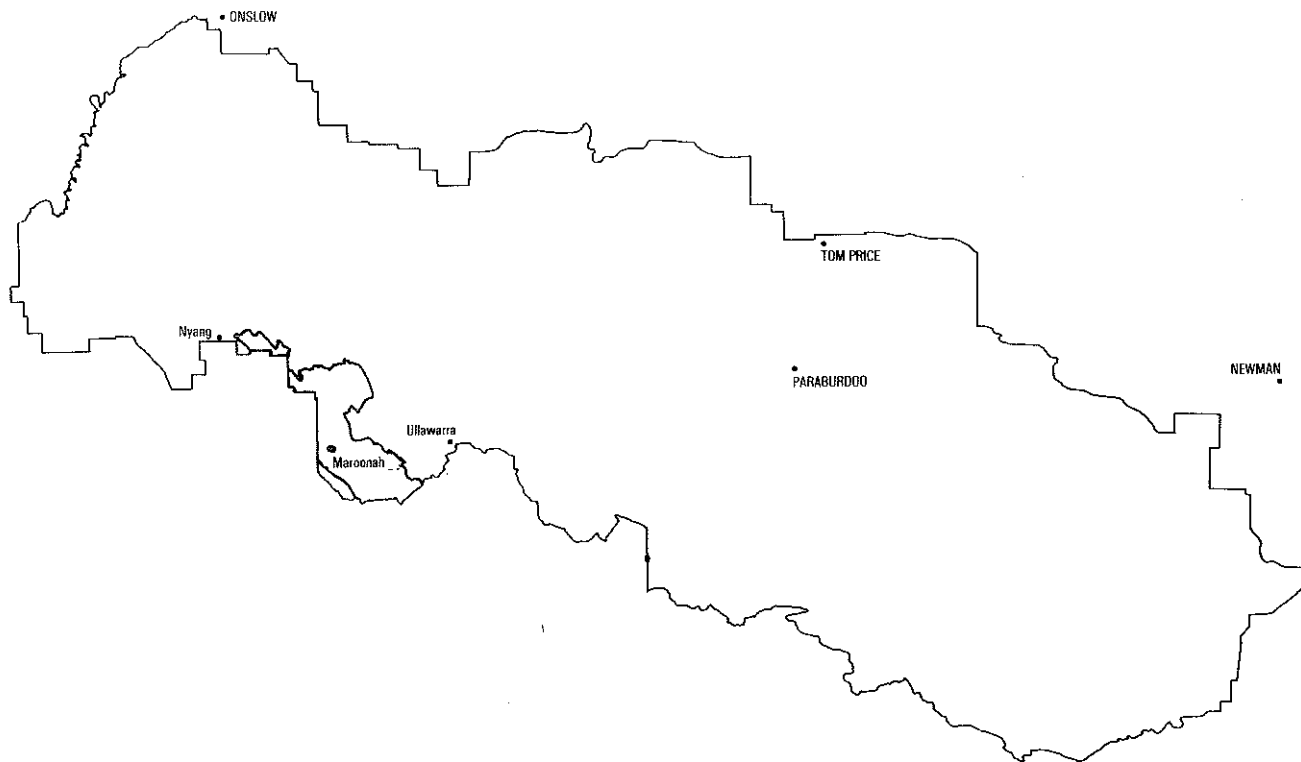 ONSLOW
TOM PRICE
Nyang
PARABURDOO
NEWMAN
Ullawarra
Maroonah